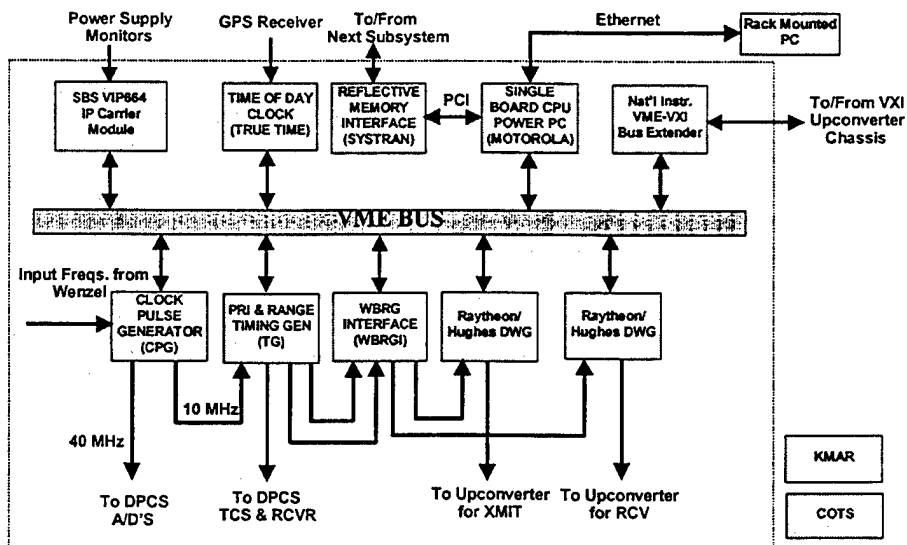 Power Supply
Monitors
GPS Receiver
To/From
Next Subsystem
Ethernet
Rack Mounted
PC
SBS VIP664
IP Carrier
Module
TIME OF DAY
CLOCK
(TRUE TIME)
REFLECTIVE
MEMORY
INTERFACE
(SYSTRAN)
PCI
SINGLE
BOARD CPU
POWER PC
(MOTOROLA)
Nat'l Instr.
VME-VXI
Bus Extender
To/From VXI
Upconverter
Chassis
VME BUS
Input Freqs. from
Wenzel
CLOCK
PULSE
GENERATOR
(CPG)
PRI & RANGE
TIMING GEN
(TG)
WBRG
INTERFACE
(WBRGI)
Raytheon/
Hughes DWG
Raytheon/
Hughes DWG
10 MHz
40 MHz
To DPCS
A/D'S
To DPCS
TCS & RCVR
To Upconverter
for XMIT
To Upconverter
for RCV
KMAR
COTS